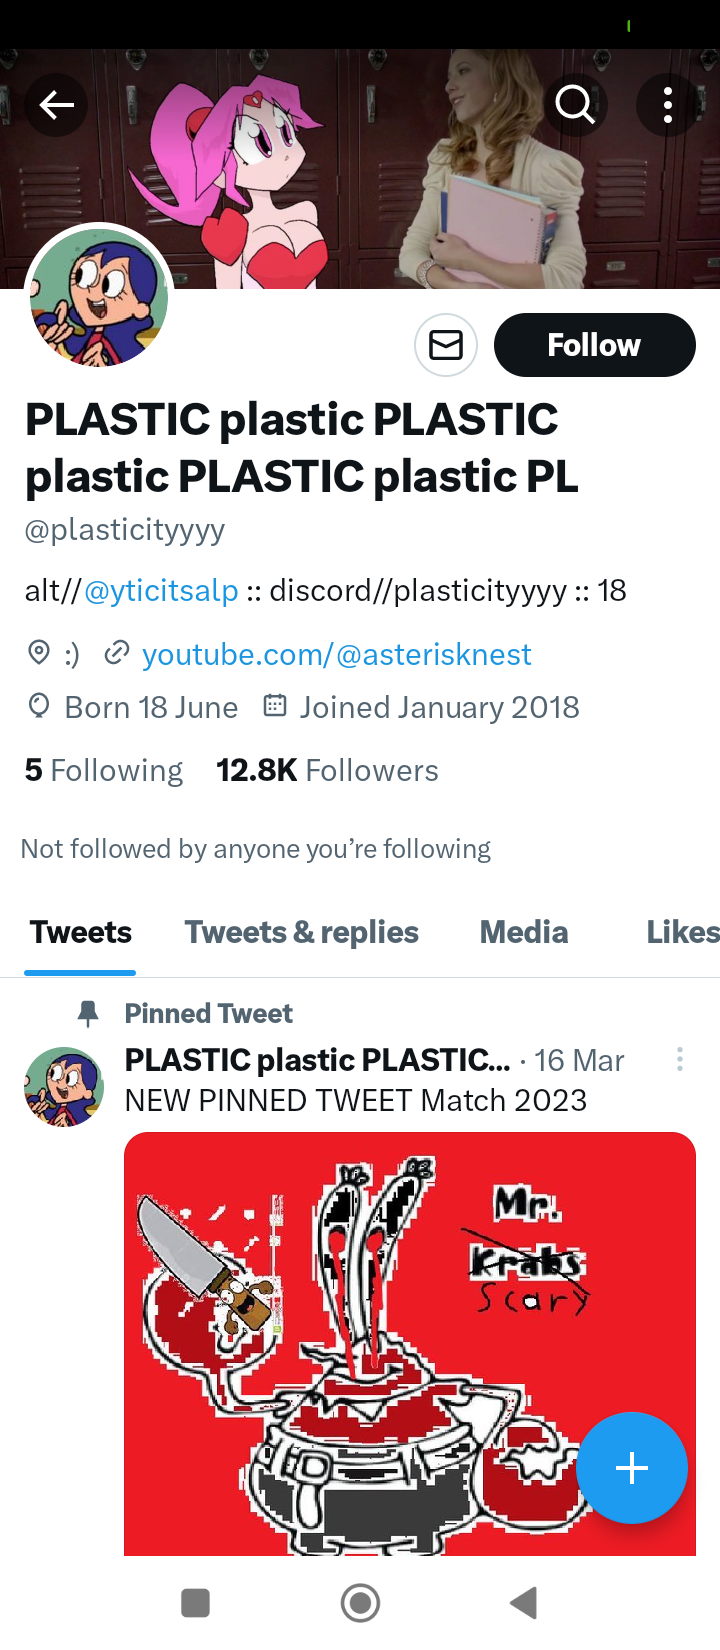 Follow
PLASTIC plastic PLASTIC
plastic PLASTIC plastic PL
@plasticityyyy
alt//@yticitsalp :: discord//plasticityyyy :: 18
:) youtube.com/@asterisknest
Born 18 June Joined January 2018
5 Following 12.8K Followers
Not followed by anyone you're following
Tweets Tweets & replies Media Likes
Pinned Tweet
PLASTIC plastic PLASTIC... · 16 Mar
NEW PINNED TWEET Match 2023
Mr.
Krabs
Scary